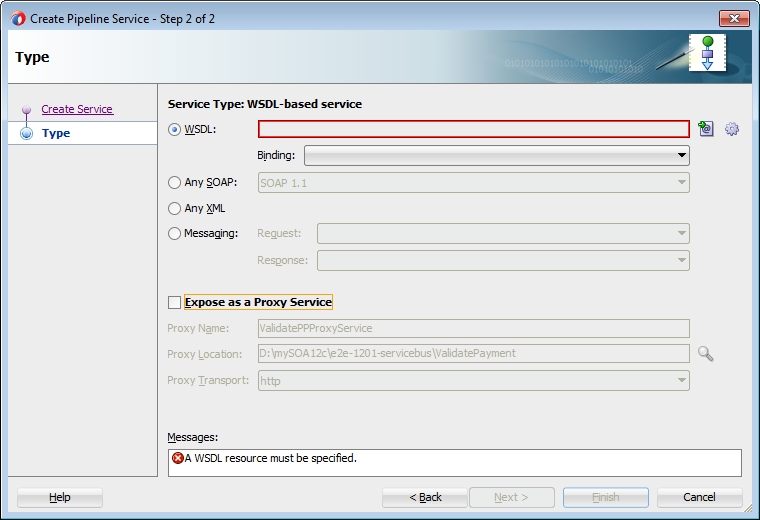 Create Pipeline Service - Step 2 of 2
Type
010101010101010101010101010101
01010101010
Create Service
Type
Service Type: WSDL-based service
WSDL:
Binding:
Any SOAP: SOAP 1.1
Any XML
Messaging: Request:
Response:
Expose as a Proxy Service
Proxy Name: ValidatePPProxyService
Proxy Location: D:\mySOA12c\e2e-1201-servicebus\ValidatePayment
Proxy Transport: http
Messages:
A WSDL resource must be specified.
Help < Back Next > Finish Cancel